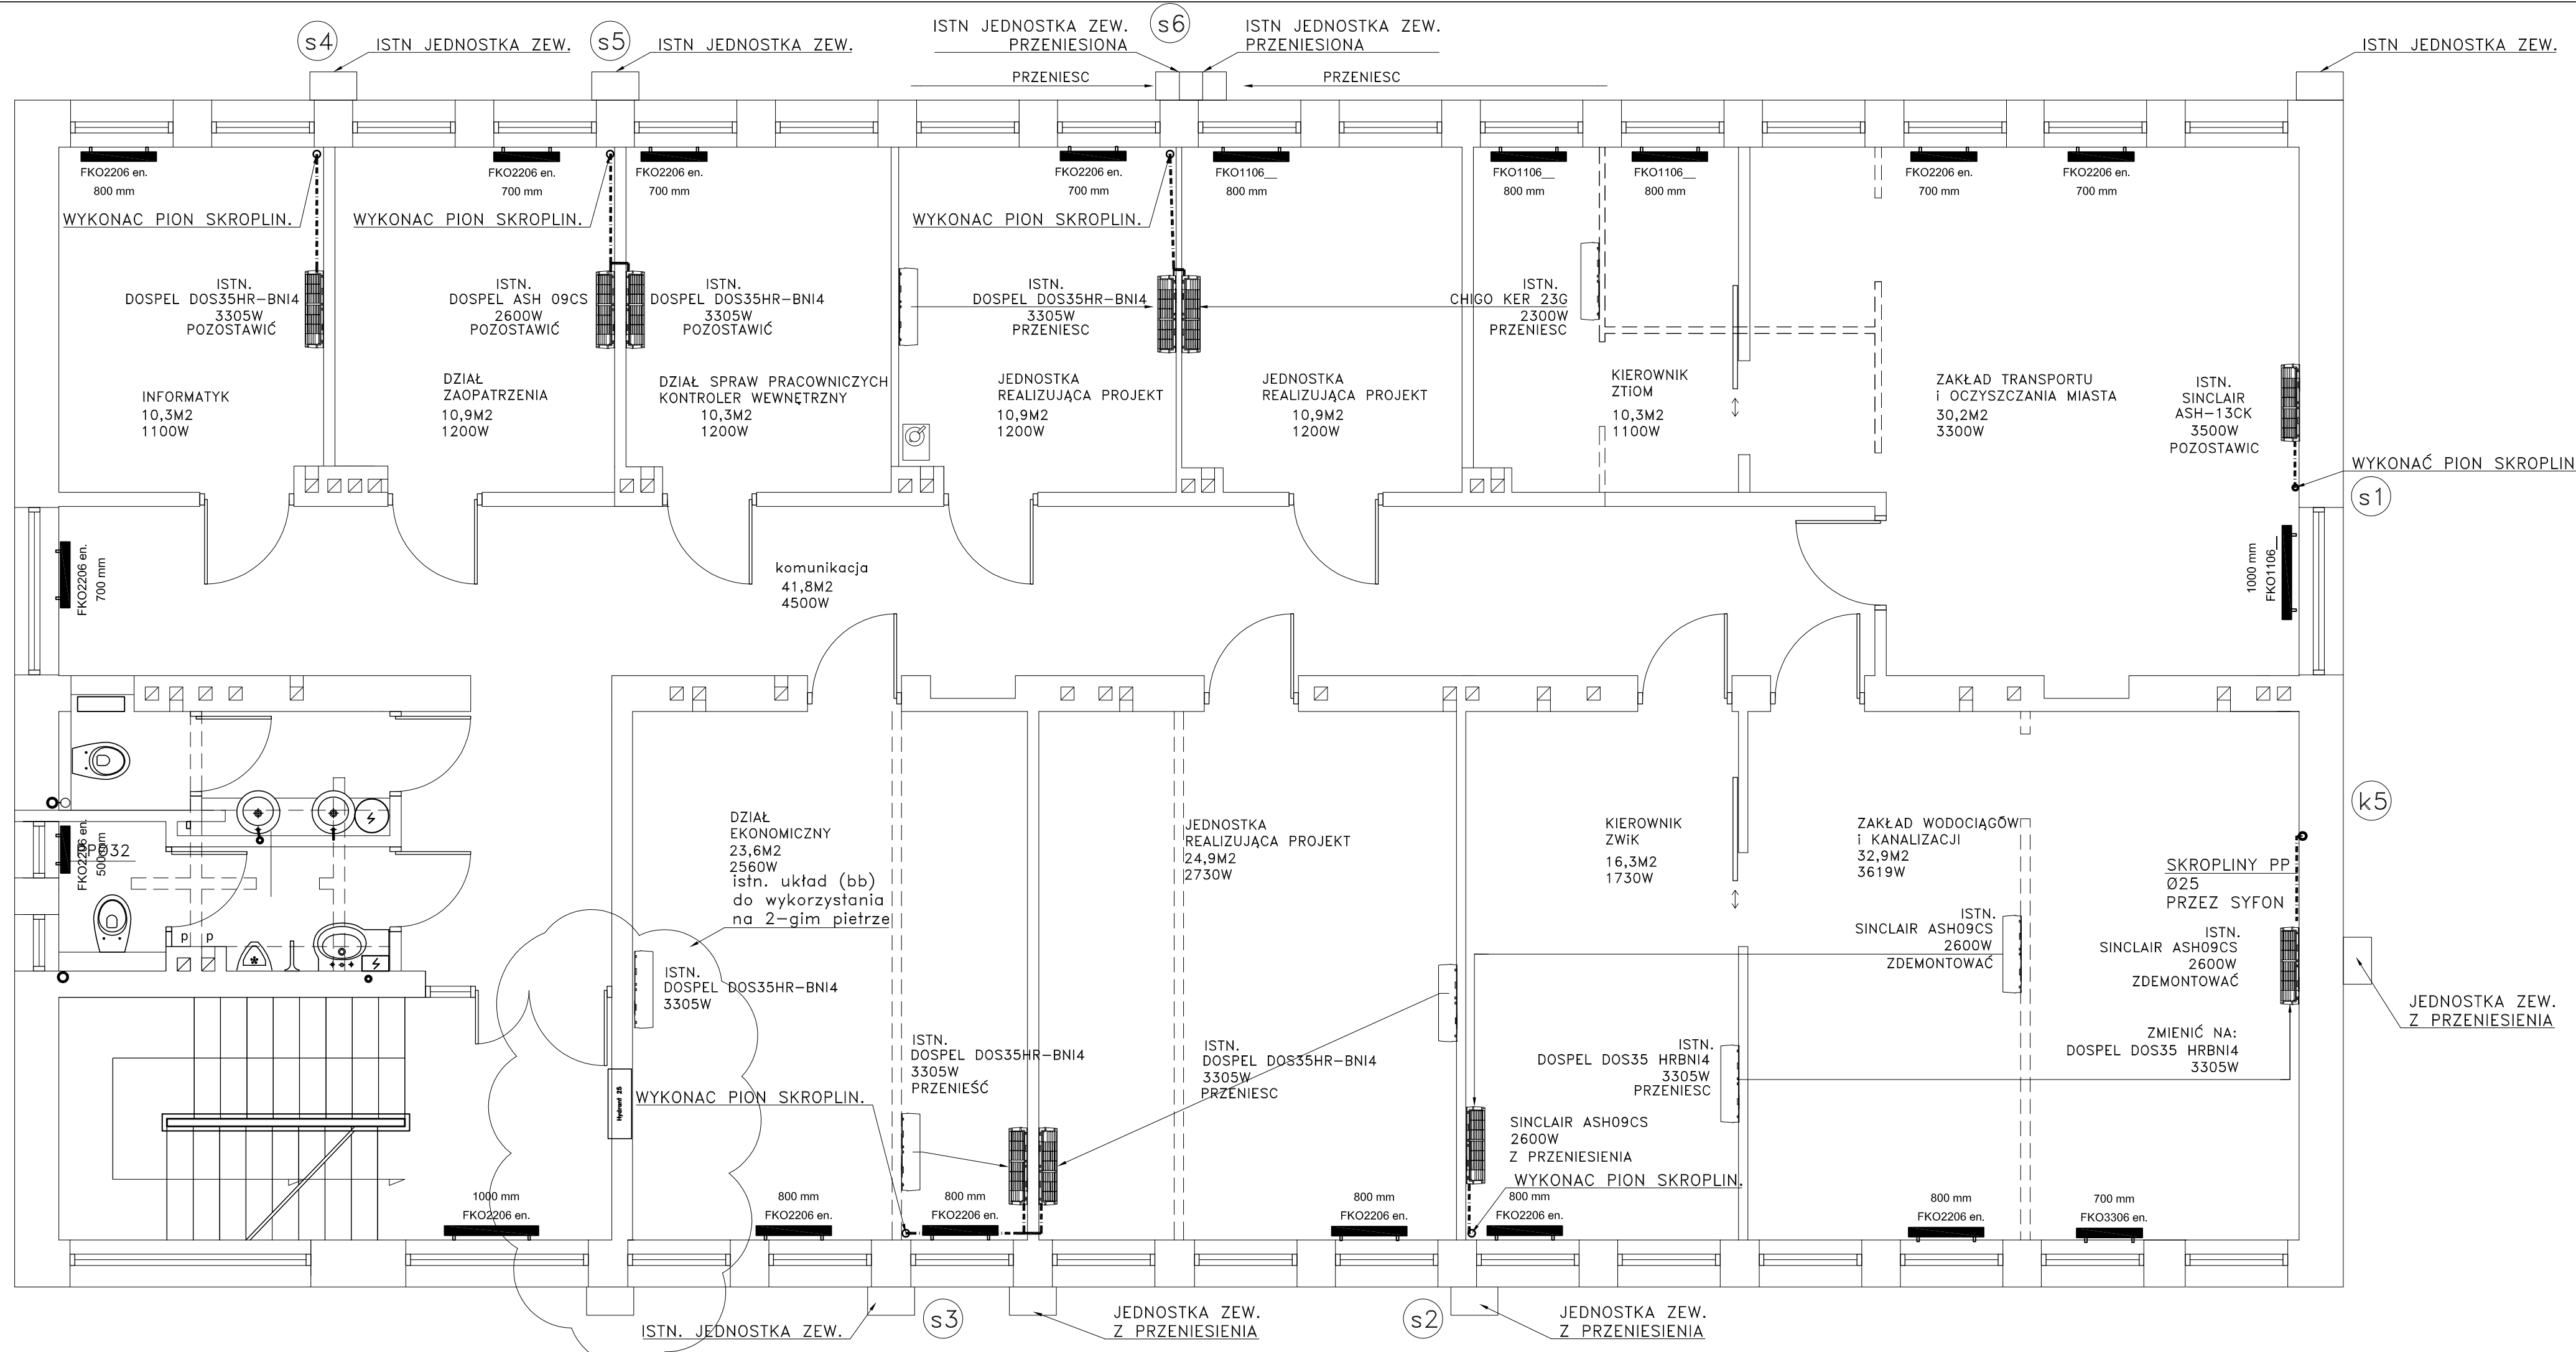 s4
ISTN JEDNOSTKA ZEW.
s5
ISTN JEDNOSTKA ZEW.
ISTN JEDNOSTKA ZEW.
PRZENIESIONA
s6
ISTN JEDNOSTKA ZEW.
PRZENIESIONA
PRZENIESC
PRZENIESC
ISTN JEDNOSTKA ZEW.
FKO2206 en.
800 mm
FKO2206 en.
700 mm
FKO2206 en.
700 mm
FKO2206 en.
700 mm
FKO1106__
800 mm
FKO1106__
800 mm
FKO1106__
800 mm
FKO2206 en.
700 mm
FKO2206 en.
700 mm
WYKONAC PION SKROPLIN.
WYKONAC PION SKROPLIN.
WYKONAC PION SKROPLIN.
ISTN.
DOSPEL DOS35HR-BNI4
3305W
POZOSTAWIĆ
ISTN.
DOSPEL ASH 09CS
2600W
POZOSTAWIĆ
ISTN.
DOSPEL DOS35HR-BNI4
3305W
POZOSTAWIĆ
ISTN.
DOSPEL DOS35HR-BNI4
3305W
PRZENIESC
ISTN.
CHIGO KER 23G
2300W
PRZENIESC
INFORMATYK
10,3M2
1100W
DZIAŁ
ZAOPATRZENIA
10,9M2
1200W
DZIAŁ SPRAW PRACOWNICZYCH
KONTROLER WEWNĘTRZNY
10,3M2
1200W
JEDNOSTKA
REALIZUJĄCA PROJEKT
10,9M2
1200W
JEDNOSTKA
REALIZUJĄCA PROJEKT
10,9M2
1200W
KIEROWNIK
ZTiOM
10,3M2
1100W
ZAKŁAD TRANSPORTU
i OCZYSZCZANIA MIASTA
30,2M2
3300W
ISTN.
SINCLAIR
ASH-13CK
3500W
POZOSTAWIC
WYKONAĆ PION SKROPLIN
s1
FKO2206 en.
700 mm
komunikacja
41,8M2
4500W
1000 mm
FKO1106__
k5
FKO2206 en.
500 mm
PO32
p p
DZIAŁ
EKONOMICZNY
23,6M2
2560W
istn. układ (bb)
do wykorzystania
na 2-gim pietrze
JEDNOSTKA
REALIZUJĄCA PROJEKT
24,9M2
2730W
KIEROWNIK
ZWiK
16,3M2
1730W
ZAKŁAD WODOCIĄGÓW
i KANALIZACJI
32,9M2
3619W
SKROPLINY PP
Ø25
PRZEZ SYFON
ISTN.
SINCLAIR ASH09CS
2600W
ZDEMONTOWAĆ
ISTN.
SINCLAIR ASH09CS
2600W
ZDEMONTOWAĆ
ISTN.
DOSPEL DOS35HR-BNI4
3305W
JEDNOSTKA ZEW.
Z PRZENIESIENIA
ISTN.
DOSPEL DOS35HR-BNI4
3305W
PRZENIEŚĆ
ISTN.
DOSPEL DOS35HR-BNI4
3305W
PRZENIESC
ISTN.
DOSPEL DOS35 HRBNI4
3305W
PRZENIESC
ZMIENIĆ NA:
DOSPEL DOS35 HRBNI4
3305W
Hydrant 25
WYKONAC PION SKROPLIN.
SINCLAIR ASH09CS
2600W
Z PRZENIESIENIA
WYKONAC PION SKROPLIN.
1000 mm
FKO2206 en.
800 mm
FKO2206 en.
800 mm
FKO2206 en.
800 mm
FKO2206 en.
800 mm
FKO2206 en.
800 mm
FKO2206 en.
700 mm
FKO3306 en.
ISTN. JEDNOSTKA ZEW.
s3
JEDNOSTKA ZEW.
Z PRZENIESIENIA
s2
JEDNOSTKA ZEW.
Z PRZENIESIENIA